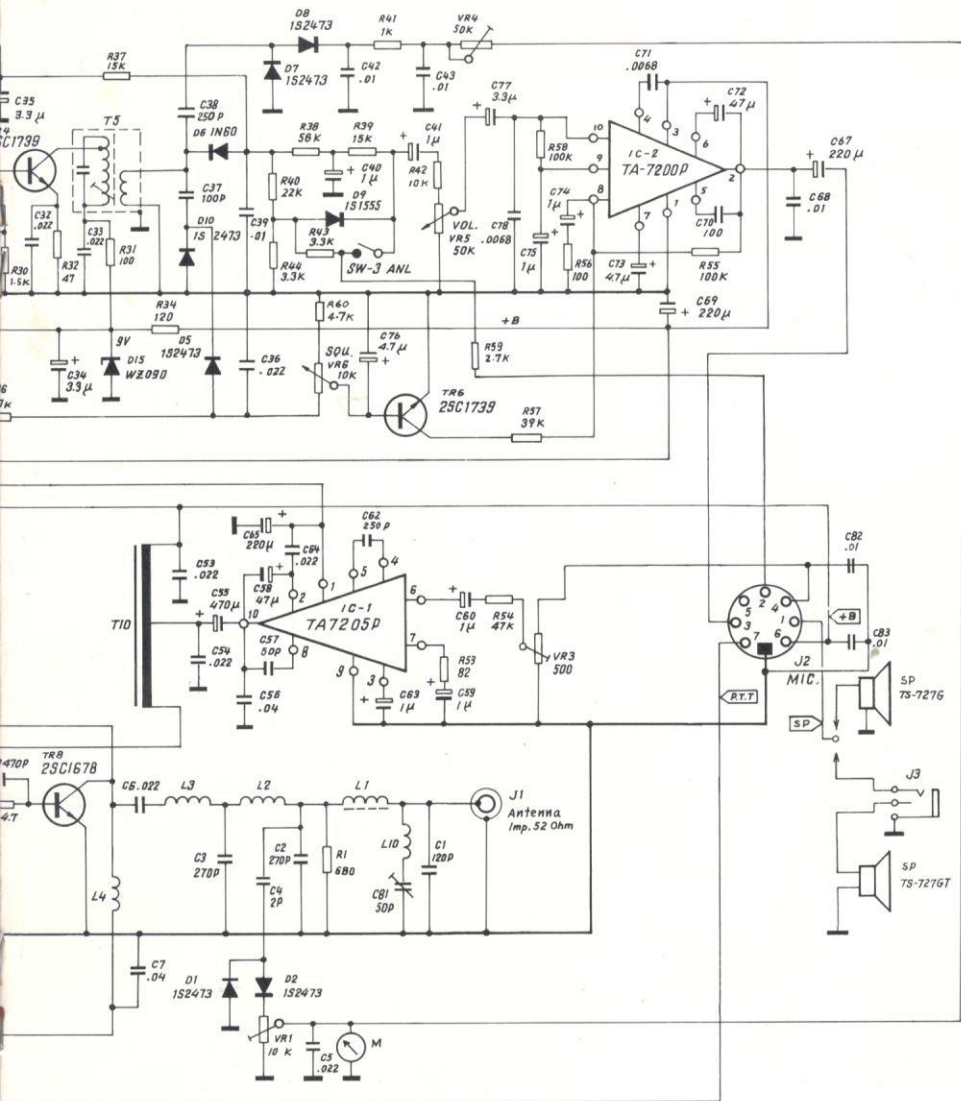 D8
1S2473
R41
1K
VR4
50K
R37
15K
D7
1S2473
C42
.01
C43
.01
C71
.0068
C35
3.3μ
C38
250P
C77
3.3μ
C72
47μ
T5
D6 1N60
R38
56K
R39
15K
C41
1μ
SC1739
R58
100K
IC-2
TA-7200P
10
9
8
4
3
6
5
2
7
1
C67
220μ
C40
1μ
R42
10K
R40
22K
C37
100P
D9
1S1555
C74
1μ
C70
100
C68
.01
C32
.022
C33
.022
R31
100
D10
1S2473
C39
.01
R43
3.3K
VOL.
VR5
50K
C78
.0068
R30
1.5K
R32
47
R44
3.3K
SW-3 ANL
C75
1μ
R56
100
C73
4.7μ
R55
100K
R34
120
R60
4.7K
+B
C69
220μ
9V
D5
1S2473
C76
4.7μ
C34
3.9μ
D15
WZ090
C36
.022
SQU.
VR6
10K
R59
2.7K
TR6
2SC1739
R57
39K
C62
250P
C65
220μ
C64
.022
C82
.01
C53
.022
C58
47μ
5
4
1
2
IC-1
TA7205P
6
7
8
9
3
10
C55
470μ
T10
C57
50P
C60
1μ
R54
47K
5
2
4
3
1
7
6
+B
C54
.022
R53
82
VR3
500
C83
.01
J2
MIC.
C56
.04
C63
1μ
C59
1μ
P.T.T
SP
TS-727G
SP
TR8
2SC1678
470P
4.7
C6.022
L3
L2
L1
J1
Antenna
Imp. 52 Ohm
J3
L10
C3
270P
C2
270P
R1
680
C1
120P
SP
TS-727GT
L4
C4
2P
CB1
50P
C7
.04
D1
1S2473
D2
1S2473
VR1
10 K
C5
.022
M